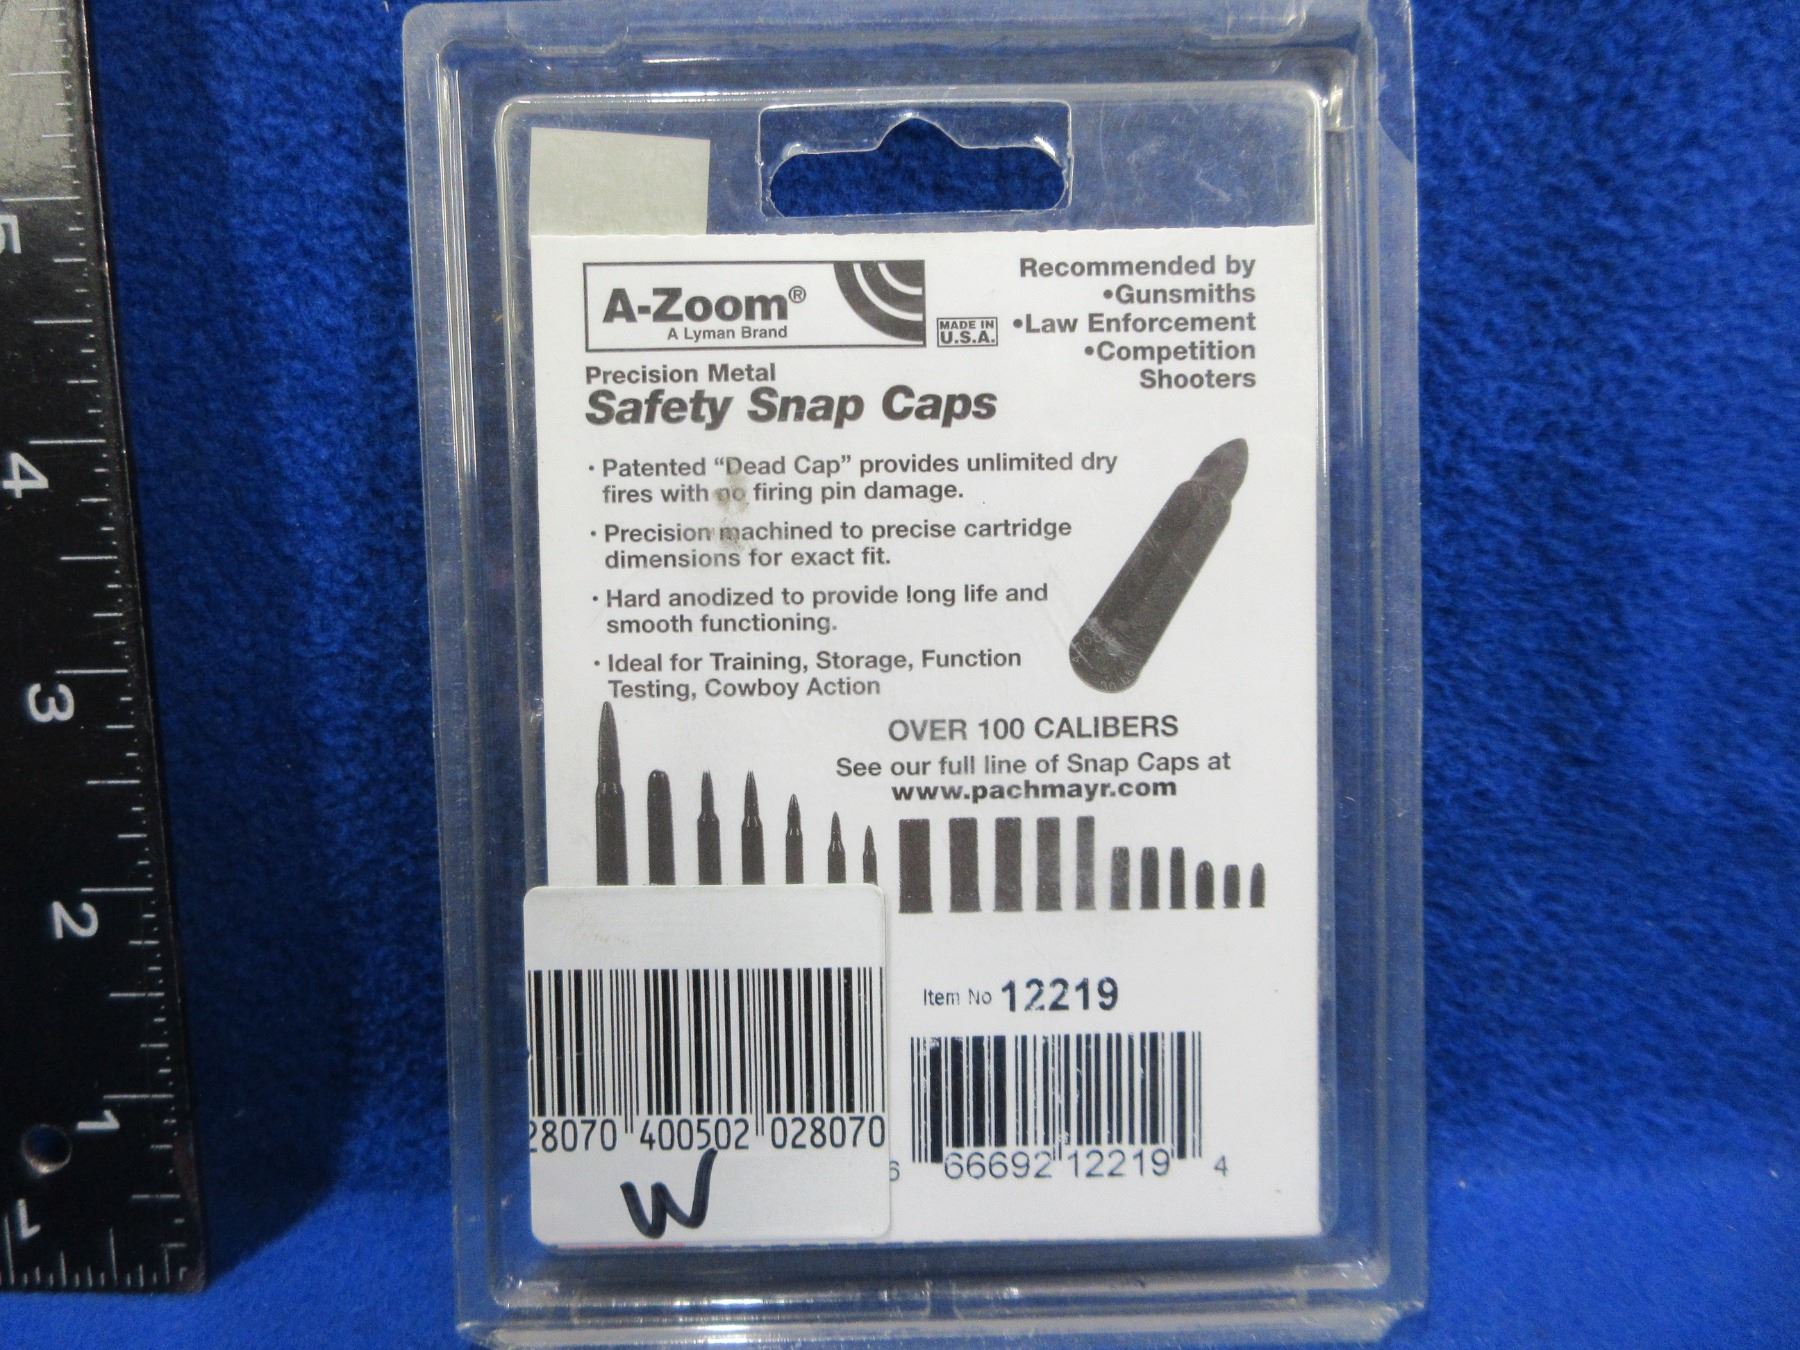 A-Zoom®
A Lyman Brand
MADE IN
U.S.A.
Recommended by
•Gunsmiths
•Law Enforcement
•Competition
Shooters
Precision Metal
Safety Snap Caps
· Patented “Dead Cap” provides unlimited dry
fires with no firing pin damage.
· Precision machined to precise cartridge
dimensions for exact fit.
· Hard anodized to provide long life and
smooth functioning.
· Ideal for Training, Storage, Function
Testing, Cowboy Action
OVER 100 CALIBERS
See our full line of Snap Caps at
www.pachmayr.com
Item No 12219
28070 400502 028070
W
6 66692 12219 4
5
4
3
2
1